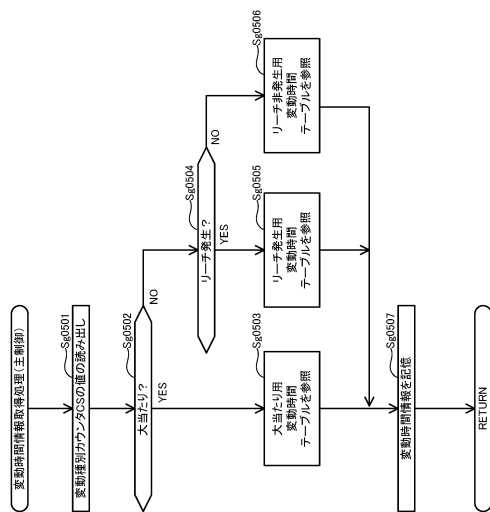 変動時間情報取得処理(主制御)
Sg0501
変動種別カウンタCSの値の読み出し
Sg0502
大当たり?
NO
YES
Sg0504
リーチ発生?
NO
YES
Sg0503
大当たり用
変動時間
テーブルを参照
Sg0505
リーチ発生用
変動時間
テーブルを参照
Sg0506
リーチ非発生用
変動時間
テーブルを参照
Sg0507
変動時間情報を記憶
RETURN